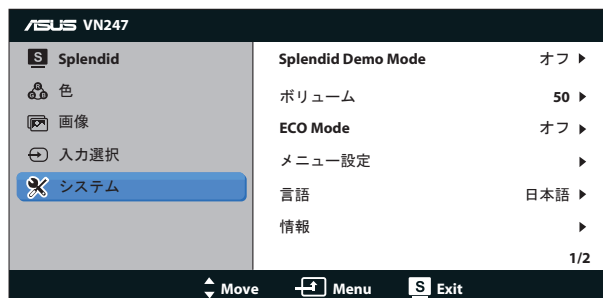 ASUS VN247
S Splendid
色
画像
入力選択
システム
Splendid Demo Mode オフ
ボリューム 50
ECO Mode オフ
メニュー設定
言語 日本語
情報
1/2
Move Menu S Exit